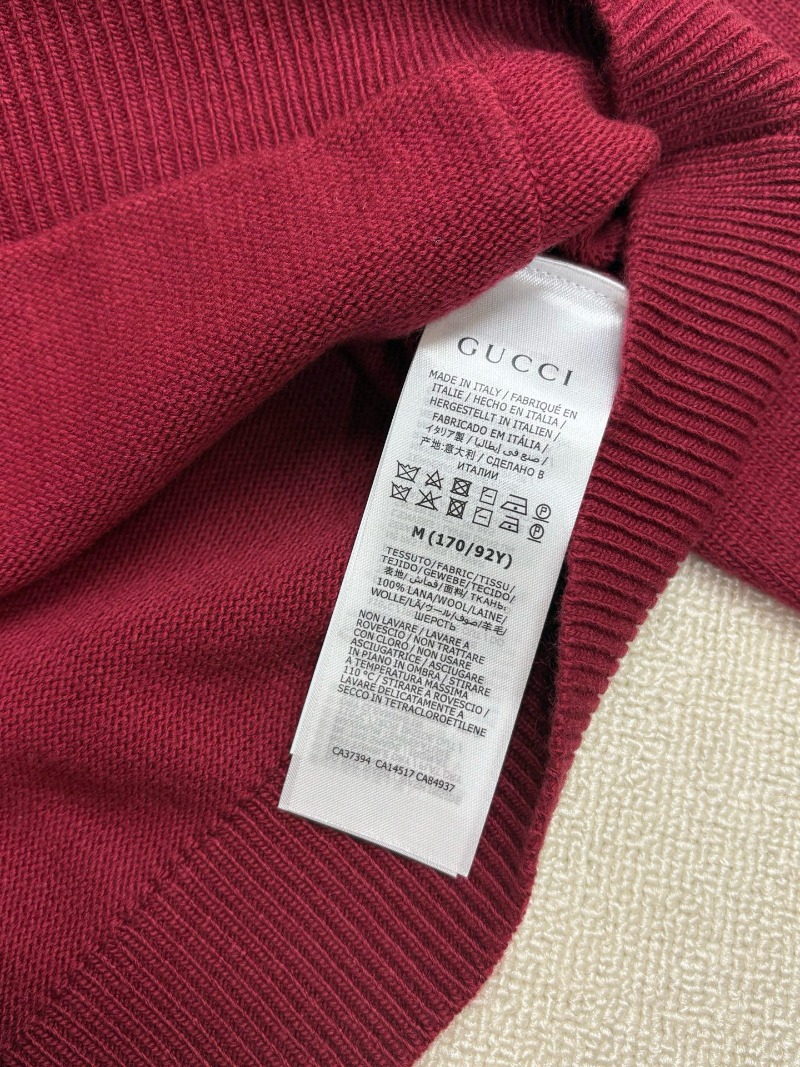 GUCCI
MADE IN ITALY / FABRIQUÉ EN
ITALIE / HECHO EN ITALIA /
HERGESTELLT IN ITALIEN /
FABRICADO EM ITÁLIA /
イタリア製 / صنع في إيطاليا /
产地:意大利 / СДЕЛАНО В
ИТАЛИИ
M (170/92Y)
TESSUTO/FABRIC/TISSU/
TEJIDO/GEWEBE/TECIDO/
表地/قماش/面料/ ТКАНЬ:
100% LANA/WOOL/LAINE/
WOLLE/LÃ/ウール/صوف/羊毛/
ШЕРСТЬ
NON LAVARE / LAVARE A
ROVESCIO / NON TRATTARE
CON CLORO / NON USARE
ASCIUGATRICE / ASCIUGARE
IN PIANO IN OMBRA / STIRARE
A TEMPERATURA MASSIMA
110 °C / STIRARE A ROVESCIO /
LAVARE DELICATAMENTE A
SECCO IN TETRACLOROETILENE
CA37394 CA14517 CA84937